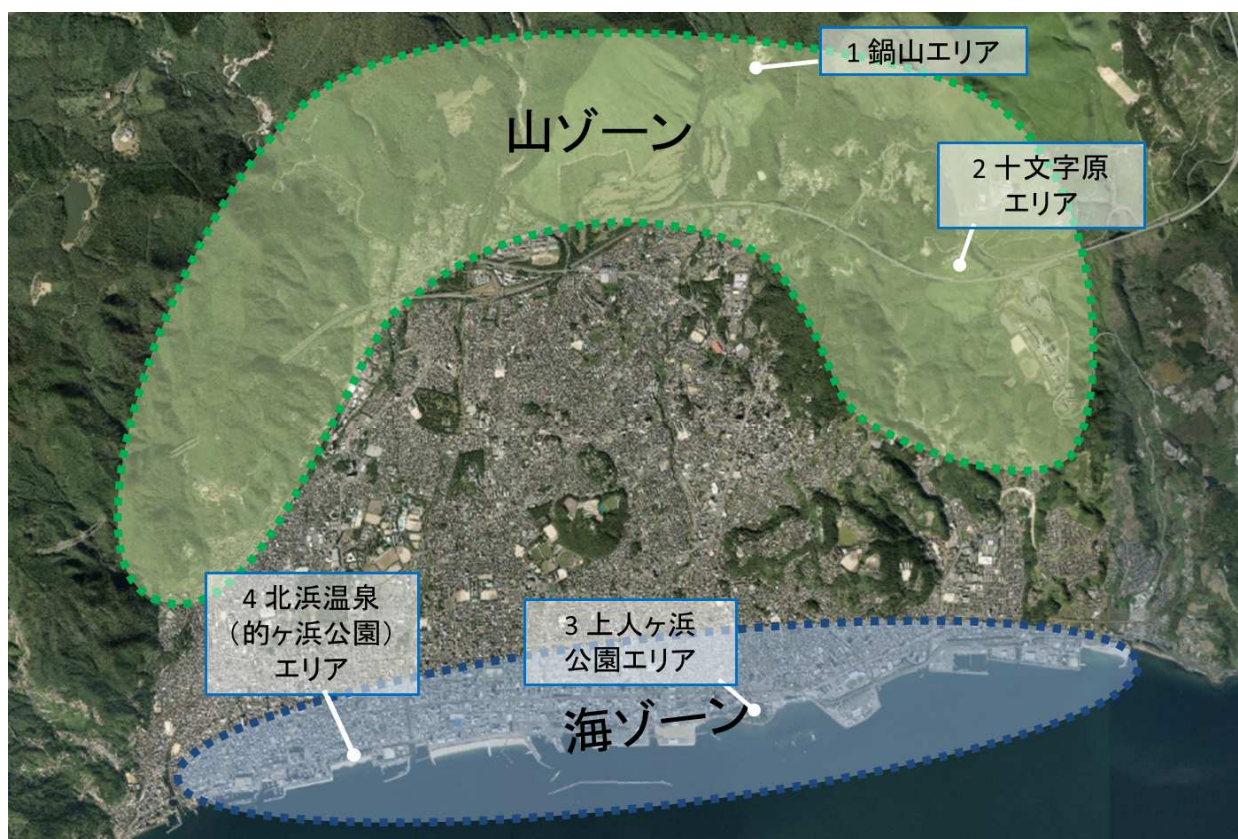 1 鍋山エリア
山ゾーン
2 十文字原
エリア
4 北浜温泉
（的ヶ浜公園）
エリア
3 上人ヶ浜
公園エリア
海ゾーン